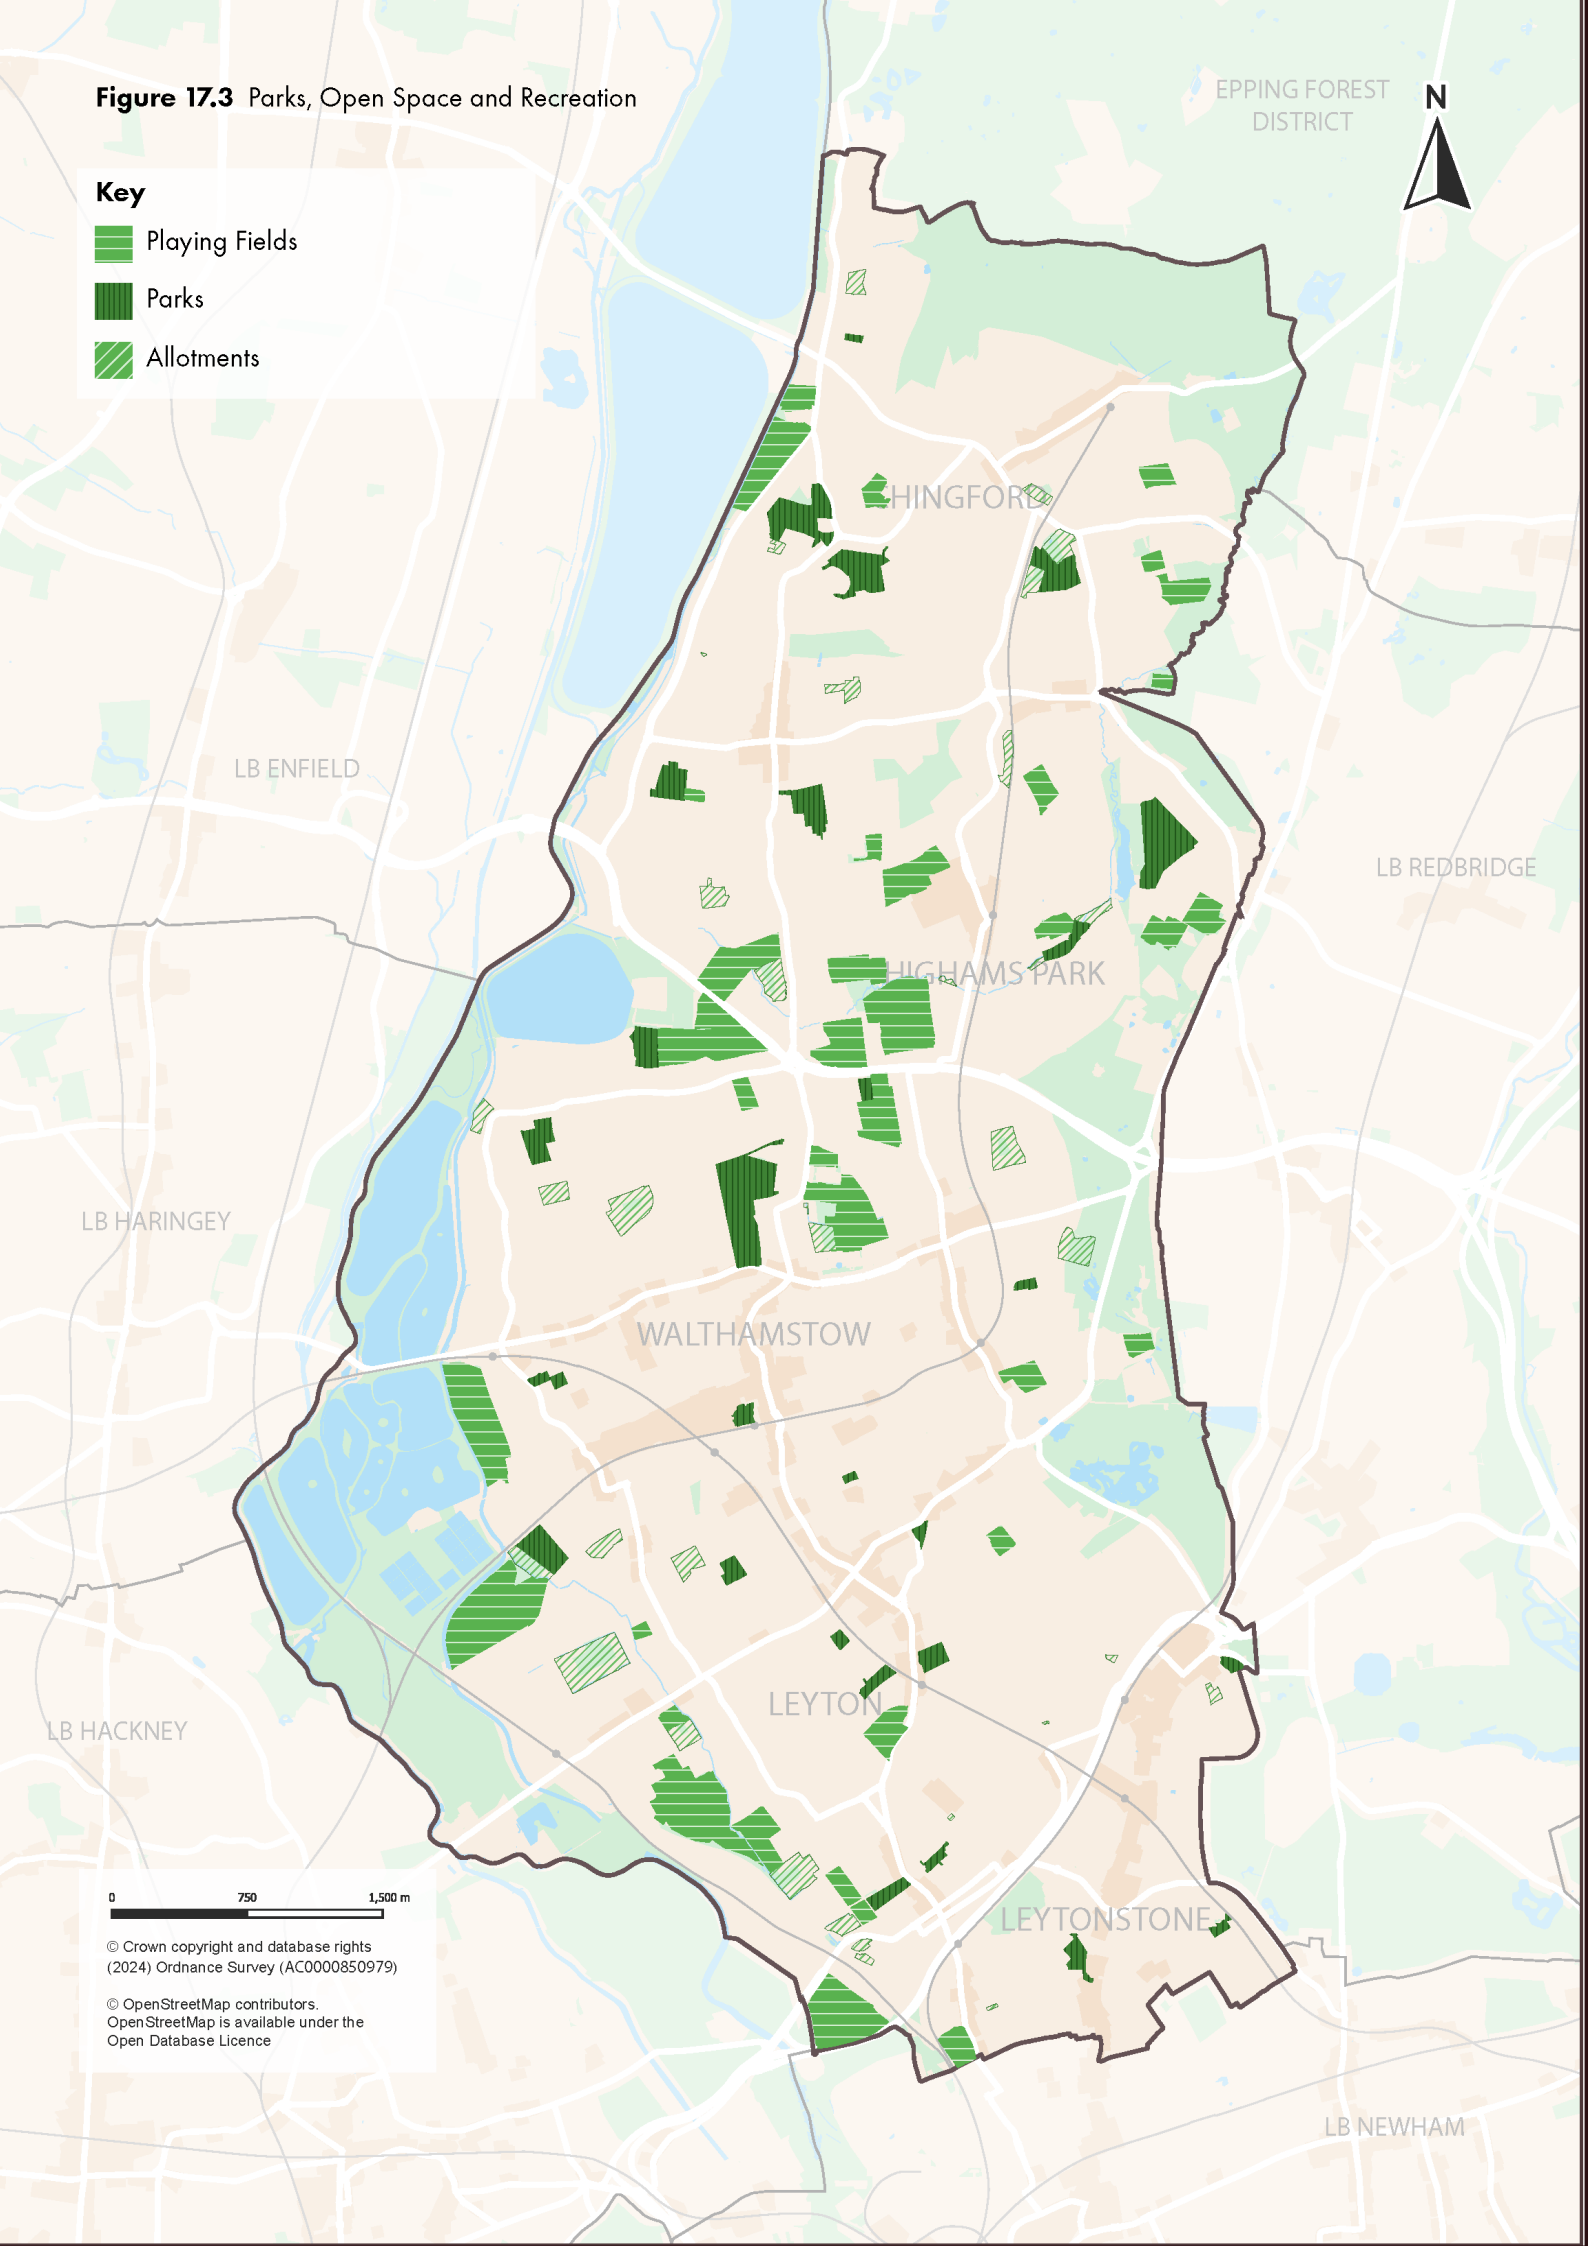 Figure 17.3 Parks, Open Space and Recreation
EPPING FOREST
DISTRICT
N
Key
Playing Fields
Parks
Allotments
HINGFORD
LB ENFIELD
LB REDBRIDGE
HIGHAMS PARK
LB HARINGEY
WALTHAMSTOW
LEYTON
LB HACKNEY
0 750 1,500 m
LEYTONSTONE
© Crown copyright and database rights
(2024) Ordnance Survey (AC0000850979)
© OpenStreetMap contributors.
OpenStreetMap is available under the
Open Database Licence
LB NEWHAM